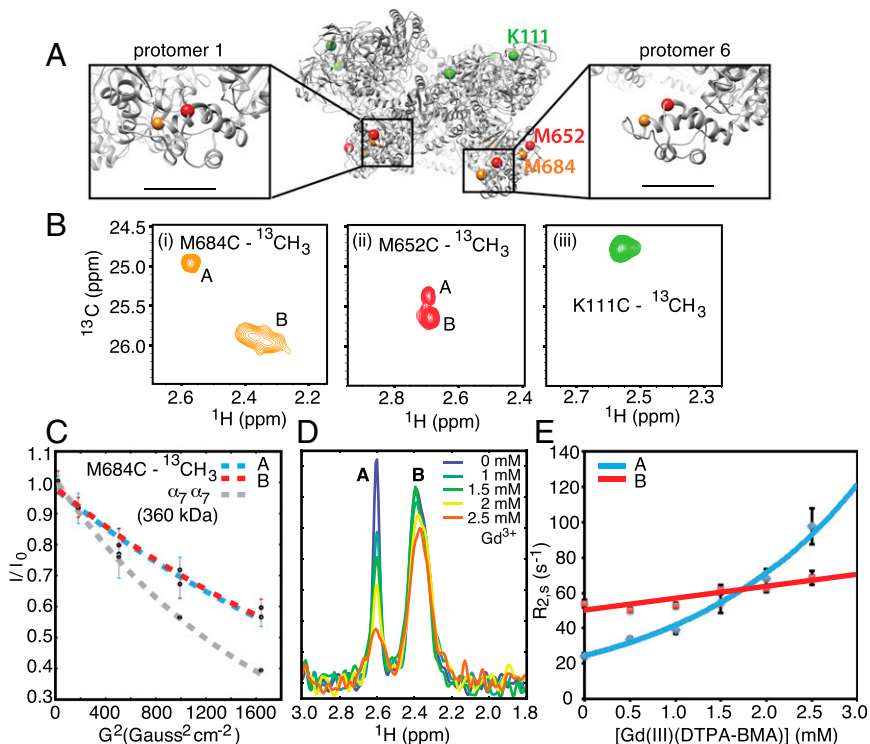 A
protomer 1
K111
protomer 6
M652
M684
B
(i) M684C - ¹³CH₃
A
B
(ii) M652C - ¹³CH₃
A
B
(iii)
K111C - ¹³CH₃
24.5
25.0
25.5
26.0
¹³C (ppm)
2.6 2.4 2.2
¹H (ppm)
2.8 2.6 2.4
¹H (ppm)
2.7 2.5 2.3
¹H (ppm)
C
M684C - ¹³CH₃
A
B
α₇ α₇
(360 kDa)
1.1
1.0
0.9
0.8
0.7
0.6
0.5
0.4
0.3
I/I₀
0 400 800 1200 1600
G²(Gauss²cm⁻²)
D
A B
0 mM
1 mM
1.5 mM
2 mM
2.5 mM
Gd³⁺
3.0 2.8 2.6 2.4 2.2 2.0 1.8
¹H (ppm)
E
A
B
140
120
100
80
60
40
20
0
R₂,ₛ (s⁻¹)
0 0.5 1.0 1.5 2.0 2.5 3.0
[Gd(III)(DTPA-BMA)] (mM)